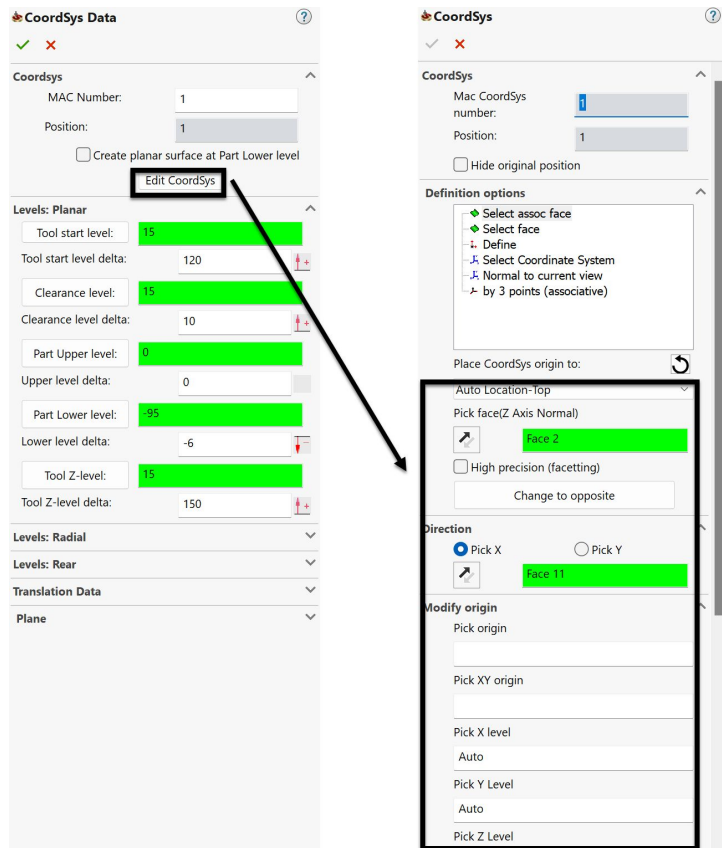 CoordSys Data
Coordsys
MAC Number:
1
Position:
1
Create planar surface at Part Lower level
Edit CoordSys
Levels: Planar
Tool start level:
15
Tool start level delta:
120
Clearance level:
15
Clearance level delta:
10
Part Upper level:
0
Upper level delta:
0
Part Lower level:
-95
Lower level delta:
-6
Tool Z-level:
15
Tool Z-level delta:
150
Levels: Radial
Levels: Rear
Translation Data
Plane
CoordSys
CoordSys
Mac CoordSys
number:
1
Position:
1
Hide original position
Definition options
Select assoc face
Select face
Define
Select Coordinate System
Normal to current view
by 3 points (associative)
Place CoordSys origin to:
Auto Location-Top
Pick face(Z Axis Normal)
Face 2
High precision (facetting)
Change to opposite
Direction
Pick X
Pick Y
Face 11
Modify origin
Pick origin
Pick XY origin
Pick X level
Auto
Pick Y Level
Auto
Pick Z Level